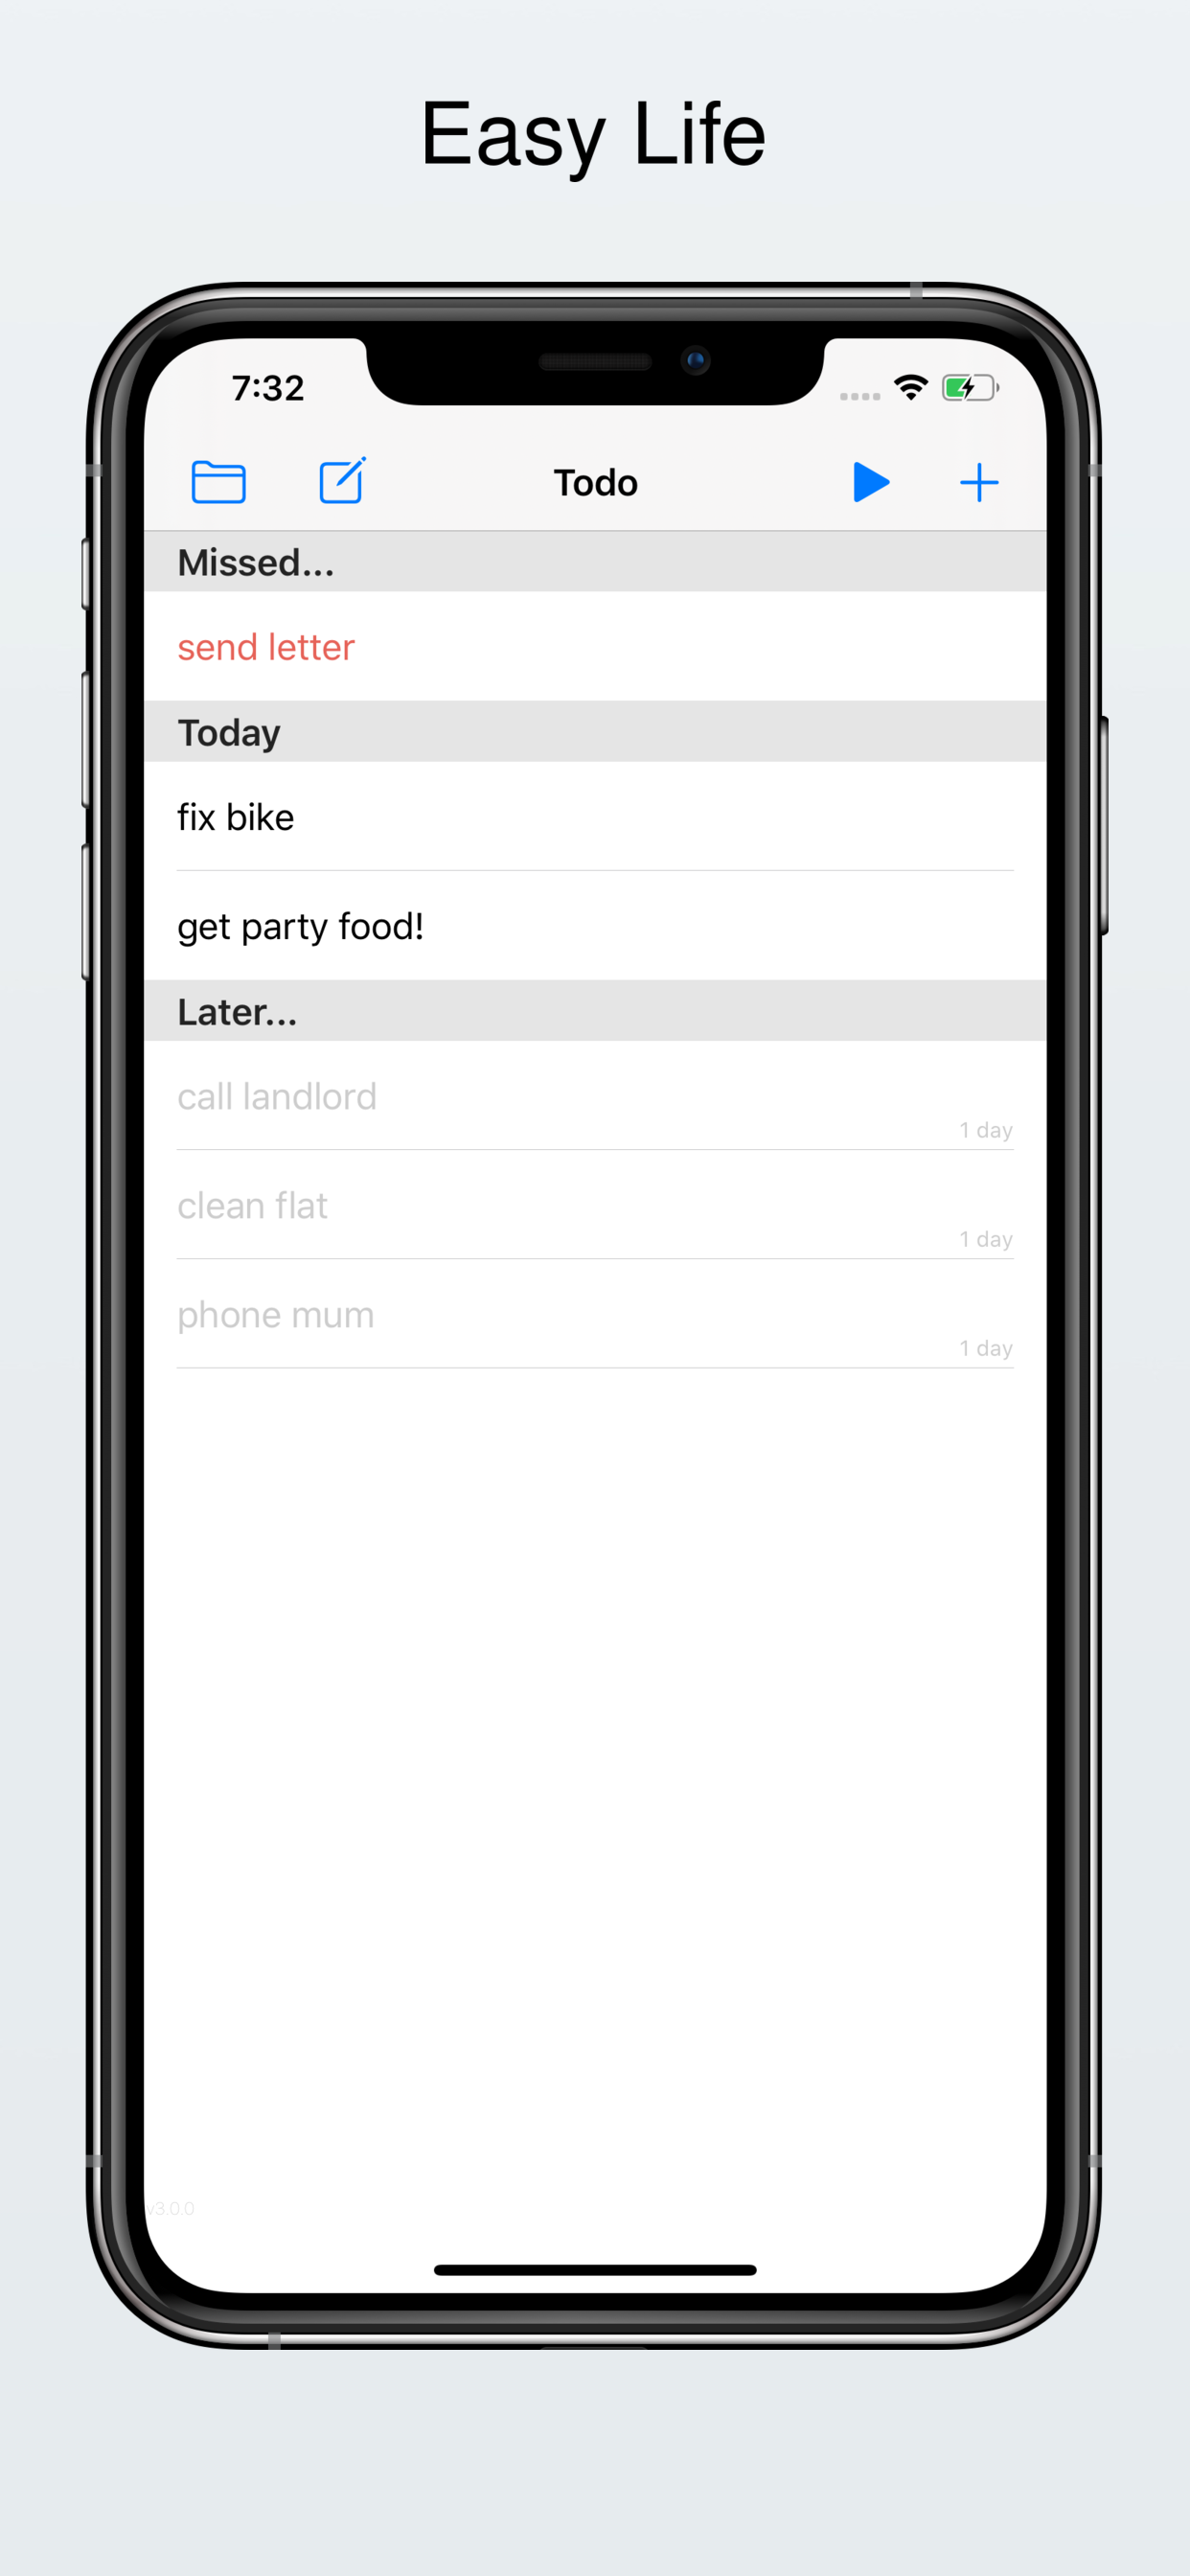 Easy Life
7:32
Todo
Missed...
send letter
Today
fix bike
get party food!
Later...
call landlord
1 day
clean flat
1 day
phone mum
1 day
v3.0.0